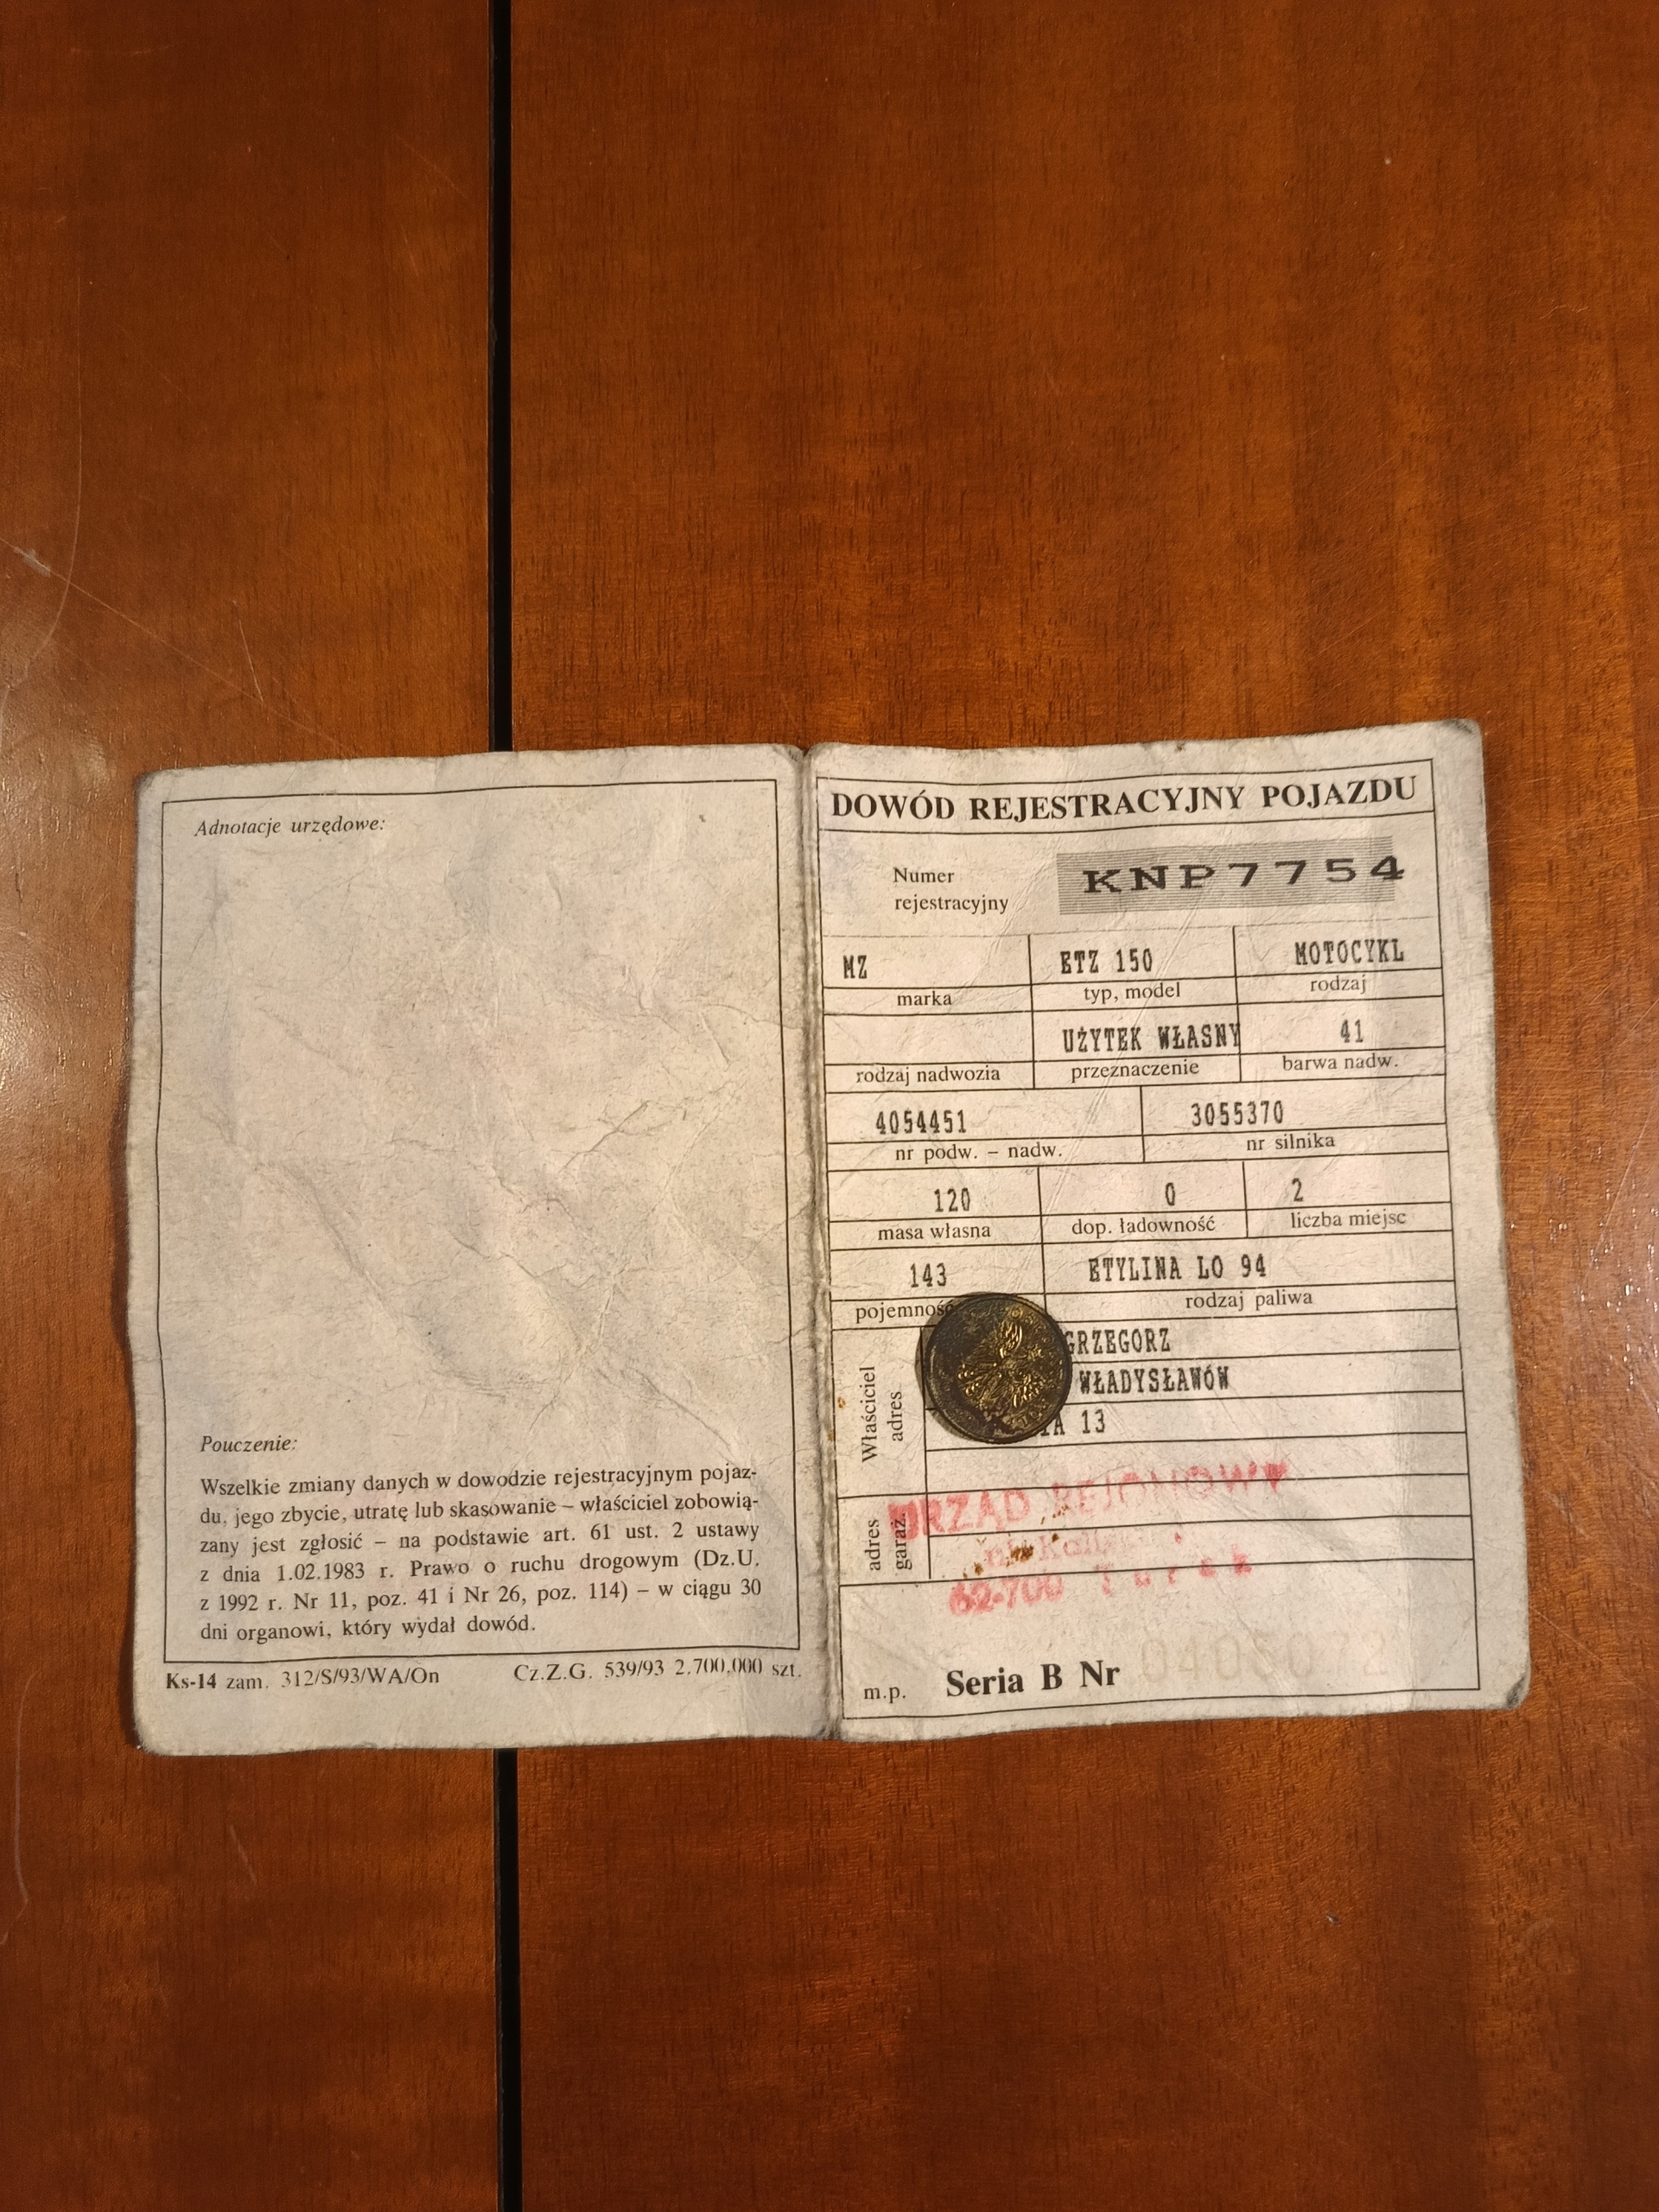 Adnotacje urzędowe:
Pouczenie:
Wszelkie zmiany danych w dowodzie rejestracyjnym pojaz-
du, jego zbycie, utratę lub skasowanie – właściciel zobowią-
zany jest zgłosić – na podstawie art. 61 ust. 2 ustawy
z dnia 1.02.1983 r. Prawo o ruchu drogowym (Dz.U.
z 1992 r. Nr 11, poz. 41 i Nr 26, poz. 114) – w ciągu 30
dni organowi, który wydał dowód.
Ks-14 zam. 312/S/93/WA/On Cz.Z.G. 539/93 2.700.000 szt.
DOWÓD REJESTRACYJNY POJAZDU
Numer
rejestracyjny
KNP7754
MZ ETZ 150 MOTOCYKL
marka typ, model rodzaj
UŻYTEK WŁASNY 41
rodzaj nadwozia przeznaczenie barwa nadw.
4054451 3055370
nr podw. – nadw. nr silnika
120 0 2
masa własna dop. ładowność liczba miejsc
143 ETYLINA LO 94
pojemność rodzaj paliwa
Właściciel
adres
GRZEGORZ
WŁADYSŁAWÓW
13
adres
garaż.
URZĄD REJONOWY
62-700 Turek
m.p. Seria B Nr